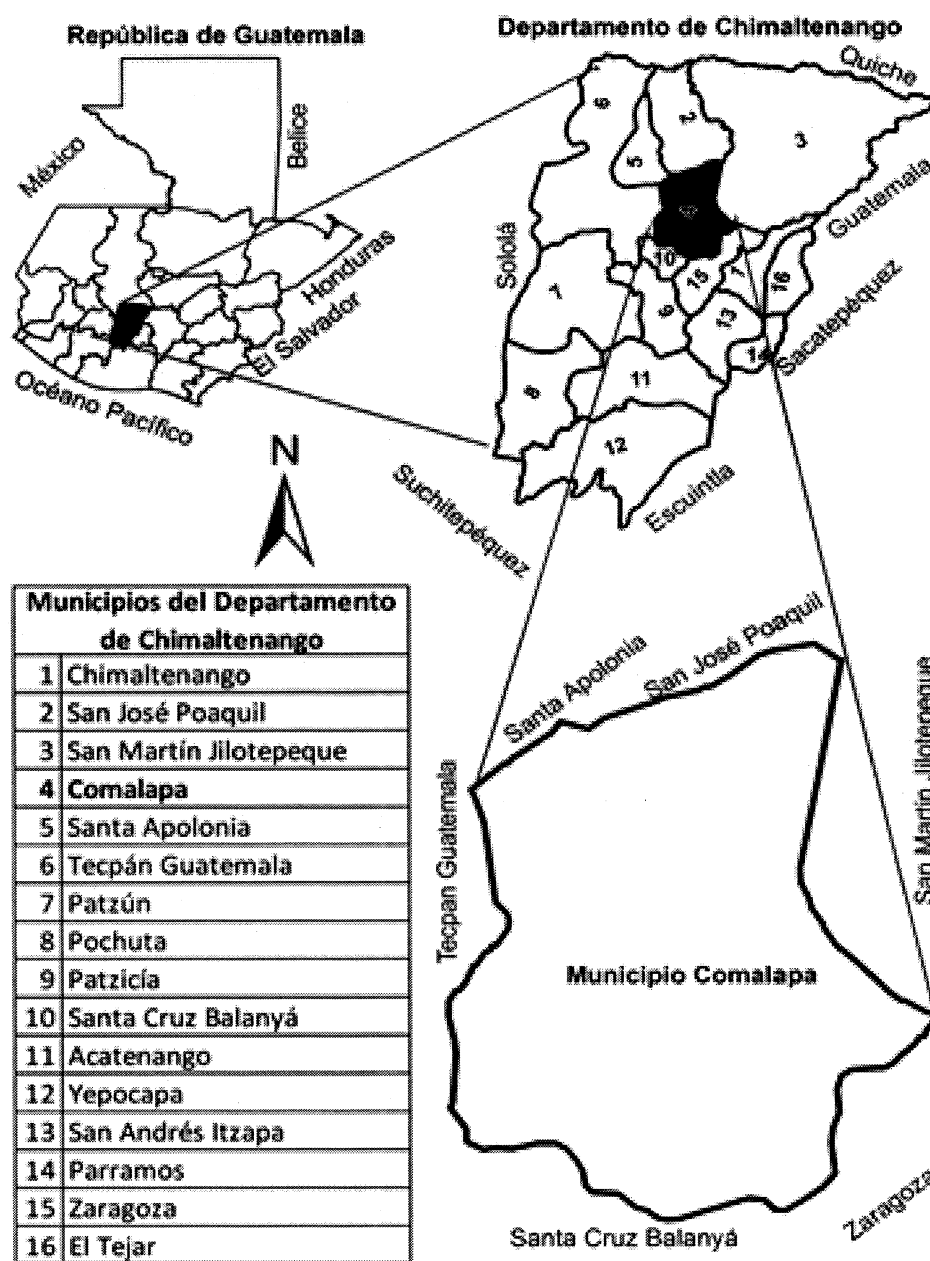 República de Guatemala
México
Belice
Honduras
El Salvador
Océano Pacífico
N
Departamento de Chimaltenango
Quiche
Guatemala
Sacatepéquez
Escuintla
Suchitepéquez
Sololá
6
2
5
3
10
15
1
16
7
6
13
14
8
11
12
Municipios del Departamento
de Chimaltenango
1 Chimaltenango
2 San José Poaquil
3 San Martín Jilotepeque
4 Comalapa
5 Santa Apolonia
6 Tecpán Guatemala
7 Patzún
8 Pochuta
9 Patzicía
10 Santa Cruz Balanyá
11 Acatenango
12 Yepocapa
13 San Andrés Itzapa
14 Parramos
15 Zaragoza
16 El Tejar
Santa Apolonia
San José Poaquil
San Martín Jilotepeque
Tecpan Guatemala
Municipio Comalapa
Santa Cruz Balanyá
Zaragoza